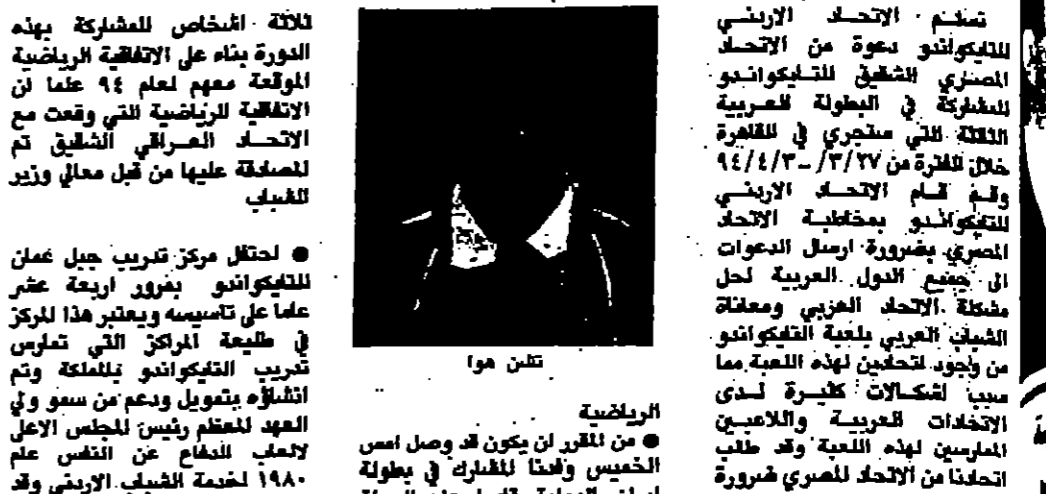 تسلم الاتحاد الاردني
للتايكواندو دعوة من الاتحاد
المصري الشقيق للتايكواندو
للمشاركة في البطولة العربية
الثالثة التي ستجري في القاهرة
خلال الفترة من ٣/٢٧/ ــ ٩٤/٤/٣
وقد قام الاتحاد الاردني
للتايكواندو بمخاطبة الاتحاد
المصري بضرورة ارسال الدعوات
الى جميع الدول العربية لحل
مشكلة الاتحاد العربي ومعاناة
الشباب العربي بلعبة التايكواندو
من وجود اتحادين لهذه اللعبة مما
سبب اشكالات كثيرة لدى
الاتحادات العربية واللاعبين
الممارسين لهذه اللعبة وقد طلب
اتحادنا من الاتحاد المصري ضرورة
تشن هوا
الرياضية
● من المقرر ان يكون قد وصل امس
الخميس وفدنا المشارك في بطولة
ثلاثة اشخاص للمشاركة بهذه
الدورة بناء على الاتفاقية الرياضية
الموقعة معهم لعام ٩٤ علما ان
الاتفاقية الرياضية التي وقعت مع
الاتحاد العراقي الشقيق تم
المصادقة عليها من قبل معالي وزير
الشباب
● احتفل مركز تدريب جبل عمان
للتايكواندو بمرور اربعة عشر
عاما على تاسيسه ويعتبر هذا المركز
في طليعة المراكز التي تمارس
تدريب التايكواندو بالمملكة وتم
انشاؤه بتمويل ودعم من سمو ولي
العهد المعظم رئيس المجلس الاعلى
لالعاب الدفاع عن النفس عام
١٩٨٠ لخدمة الشباب الاردني وقد